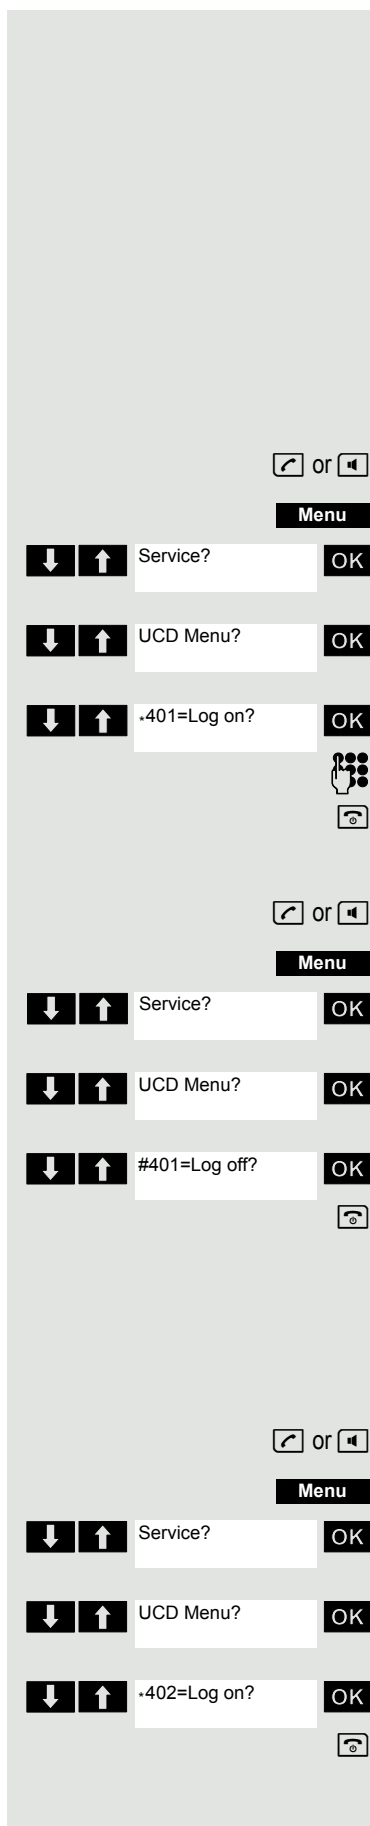 or
Menu
Service? OK
UCD Menu? OK
*401=Log on? OK
or
Menu
Service? OK
UCD Menu? OK
#401=Log off? OK
or
Menu
Service? OK
UCD Menu? OK
*402=Log on? OK